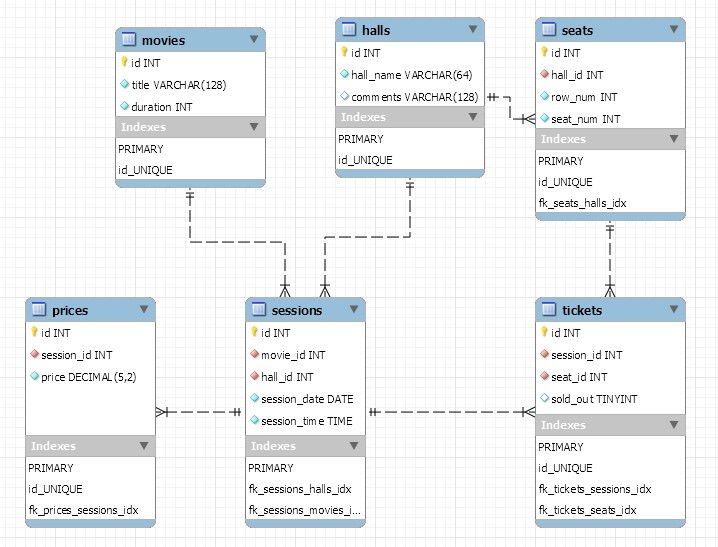 movies
id INT
title VARCHAR(128)
duration INT
Indexes
PRIMARY
id_UNIQUE
halls
id INT
hall_name VARCHAR(64)
comments VARCHAR(128)
Indexes
PRIMARY
id_UNIQUE
seats
id INT
hall_id INT
row_num INT
seat_num INT
Indexes
PRIMARY
id_UNIQUE
fk_seats_halls_idx
prices
id INT
session_id INT
price DECIMAL(5,2)
Indexes
PRIMARY
id_UNIQUE
fk_prices_sessions_idx
sessions
id INT
movie_id INT
hall_id INT
session_date DATE
session_time TIME
Indexes
PRIMARY
fk_sessions_halls_idx
fk_sessions_movies_i...
tickets
id INT
session_id INT
seat_id INT
sold_out TINYINT
Indexes
PRIMARY
id_UNIQUE
fk_tickets_sessions_idx
fk_tickets_seats_idx